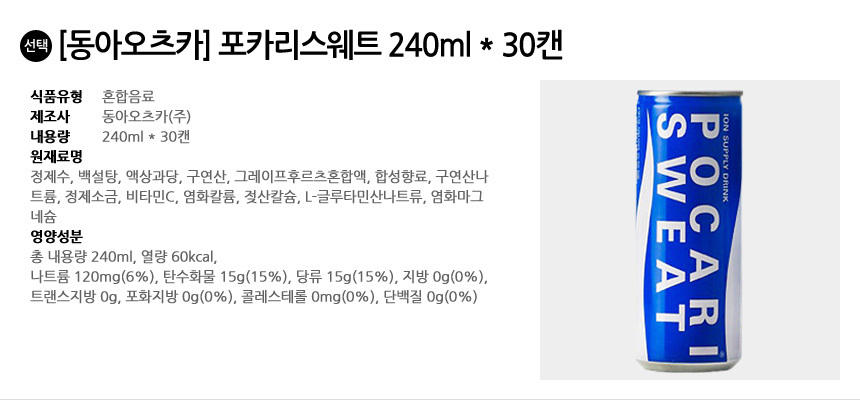 선택 [동아오츠카] 포카리스웨트 240ml * 30캔
식품유형 혼합음료
제조사 동아오츠카(주)
내용량 240ml * 30캔
원재료명
정제수, 백설탕, 액상과당, 구연산, 그레이프후르츠혼합액, 합성향료, 구연산나
트륨, 정제소금, 비타민C, 염화칼륨, 젖산칼슘, L-글루타민산나트류, 염화마그
네슘
영양성분
총 내용량 240ml, 열량 60kcal,
나트륨 120mg(6%), 탄수화물 15g(15%), 당류 15g(15%), 지방 0g(0%),
트랜스지방 0g, 포화지방 0g(0%), 콜레스테롤 0mg(0%), 단백질 0g(0%)
ION SUPPLY DRINK
POCARI
SWEAT